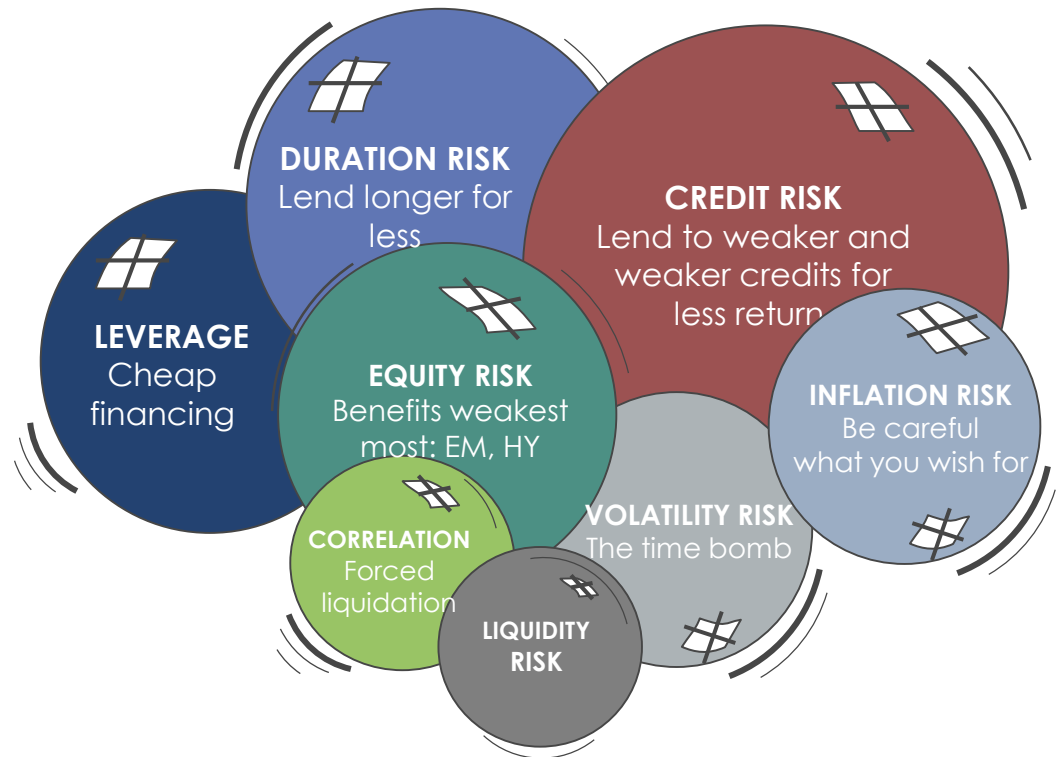 DURATION RISK
Lend longer for
less
CREDIT RISK
Lend to weaker and
weaker credits for
less return
LEVERAGE
Cheap
financing
EQUITY RISK
Benefits weakest
most: EM, HY
INFLATION RISK
Be careful
what you wish for
CORRELATION
Forced
liquidation
VOLATILITY RISK
The time bomb
LIQUIDITY
RISK